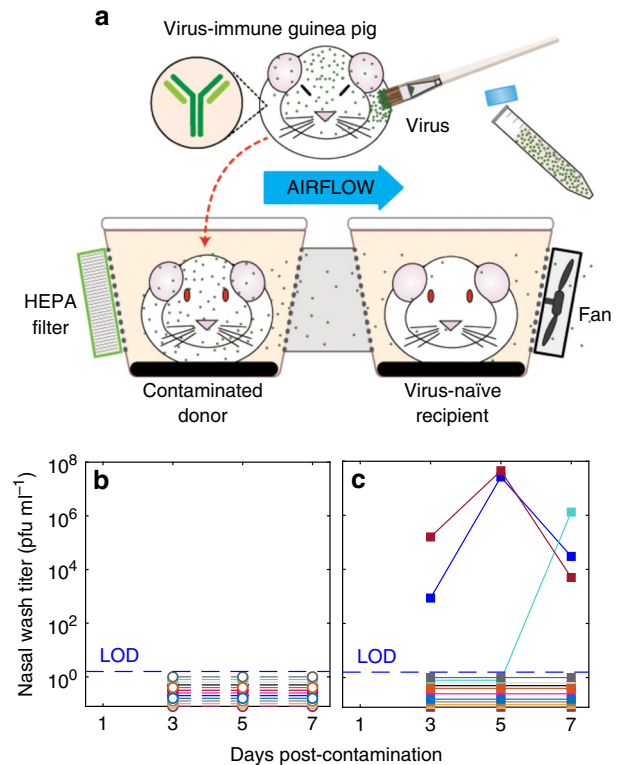 a
Virus-immune guinea pig
Virus
AIRFLOW
HEPA
filter
Fan
Contaminated
donor
Virus-naïve
recipient
b
c
Nasal wash titer (pfu ml⁻¹)
10⁸
10⁶
10⁴
10²
10⁰
LOD
LOD
1 3 5 7 1 3 5 7
Days post-contamination